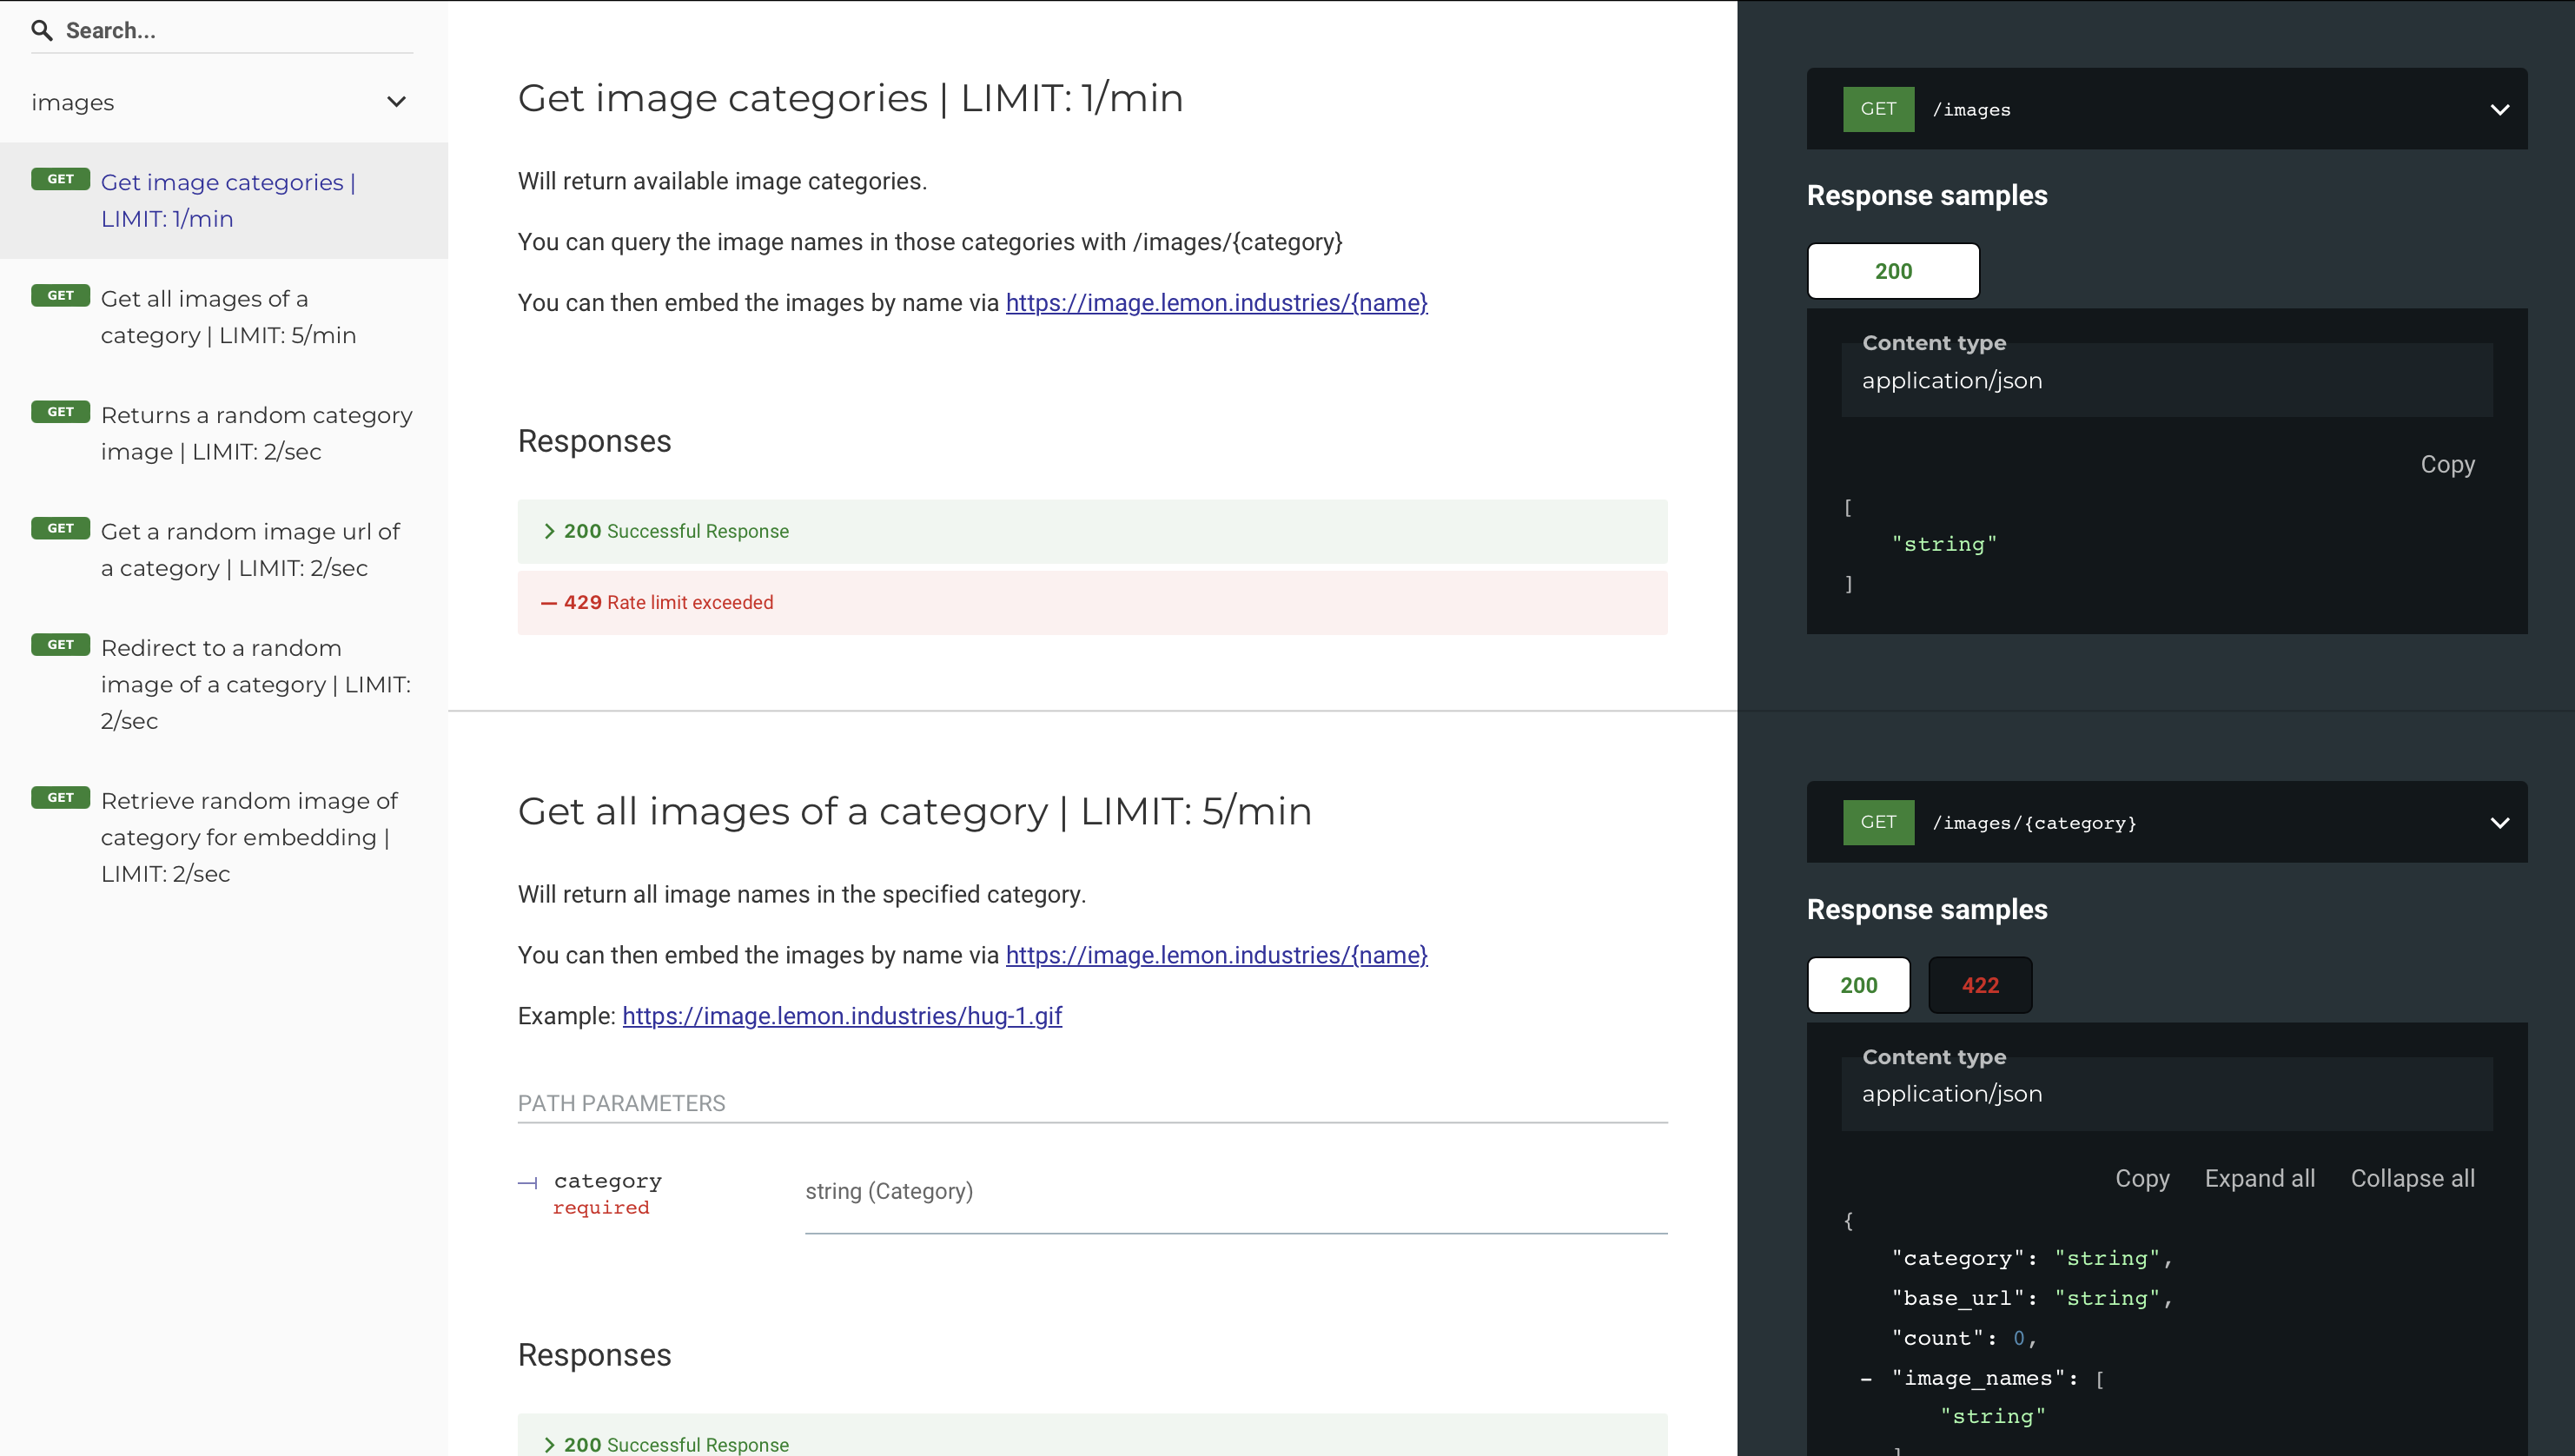 Search...
images
GET Get image categories |
LIMIT: 1/min
GET Get all images of a
category | LIMIT: 5/min
GET Returns a random category
image | LIMIT: 2/sec
GET Get a random image url of
a category | LIMIT: 2/sec
GET Redirect to a random
image of a category | LIMIT:
2/sec
GET Retrieve random image of
category for embedding |
LIMIT: 2/sec
Get image categories | LIMIT: 1/min
Will return available image categories.
You can query the image names in those categories with /images/{category}
You can then embed the images by name via https://image.lemon.industries/{name}
Responses
200 Successful Response
429 Rate limit exceeded
GET /images
Response samples
200
Content type
application/json
Copy
[
"string"
]
Get all images of a category | LIMIT: 5/min
Will return all image names in the specified category.
You can then embed the images by name via https://image.lemon.industries/{name}
Example: https://image.lemon.industries/hug-1.gif
PATH PARAMETERS
category
required
string (Category)
Responses
200 Successful Response
GET /images/{category}
Response samples
200 422
Content type
application/json
Copy Expand all Collapse all
{
"category": "string",
"base_url": "string",
"count": 0,
- "image_names": [
"string"
]